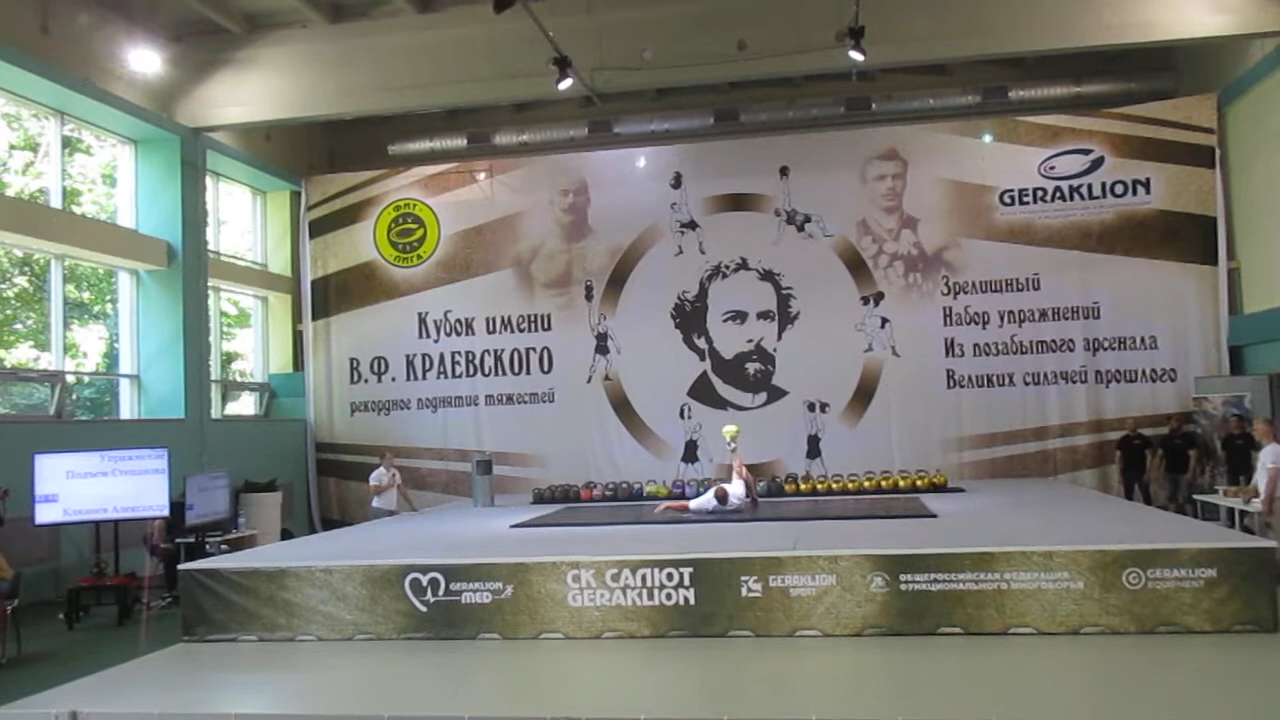 ФИТ
ЛИГА
GERAKLION
Кубок имени
В.Ф. КРАЕВСКОГО
рекордное поднятие тяжестей
Зрелищный
Набор упражнений
Из позабытого арсенала
Великих силачей прошлого
Упражнение
Подъем Степанова
Клюшев Александр
GERAKLION
MED
СК САЛЮТ
GERAKLION
GERAKLION
SPORT
ОБЩЕРОССИЙСКАЯ ФЕДЕРАЦИЯ
ФУНКЦИОНАЛЬНОГО МНОГОБОРЬЯ
GERAKLION
EQUIPMENT